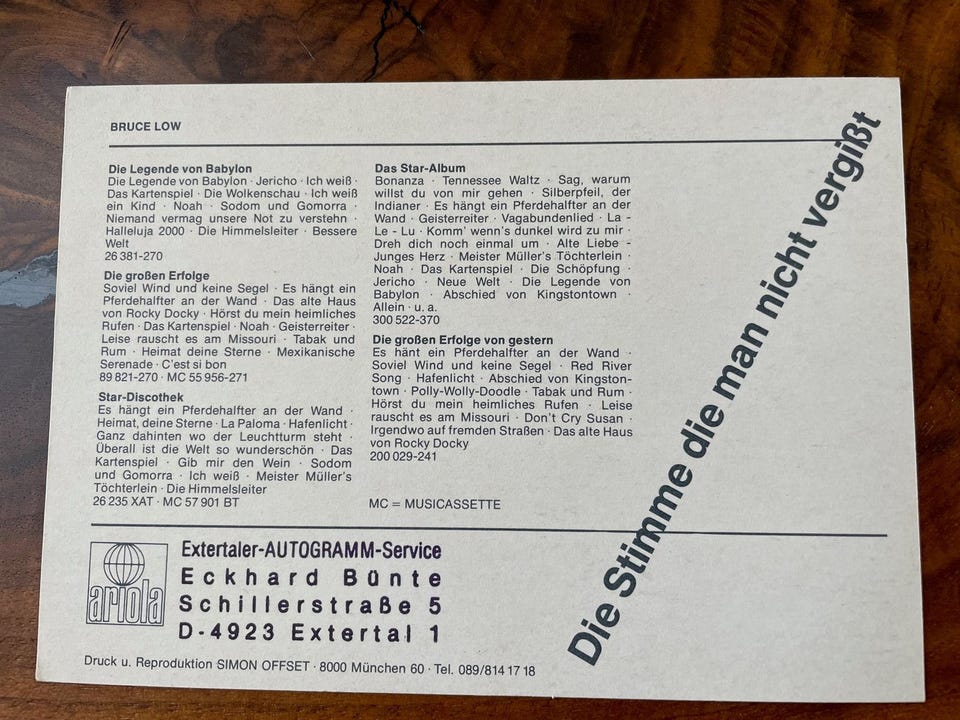 BRUCE LOW
Die Legende von Babylon
Die Legende von Babylon · Jericho · Ich weiß ·
Das Kartenspiel · Die Wolkenschau · Ich weiß
ein Kind · Noah · Sodom und Gomorra ·
Niemand vermag unsere Not zu verstehn ·
Halleluja 2000 · Die Himmelsleiter · Bessere
Welt
26 381-270
Die großen Erfolge
Soviel Wind und keine Segel · Es hängt ein
Pferdehalfter an der Wand · Das alte Haus
von Rocky Docky · Hörst du mein heimliches
Rufen · Das Kartenspiel · Noah · Geisterreiter ·
Leise rauscht es am Missouri · Tabak und
Rum · Heimat deine Sterne · Mexikanische
Serenade · C'est si bon
89 821-270 · MC 55 956-271
Star-Discothek
Es hängt ein Pferdehalfter an der Wand ·
Heimat, deine Sterne · La Paloma · Hafenlicht ·
Ganz dahinten wo der Leuchtturm steht ·
Überall ist die Welt so wunderschön · Das
Kartenspiel · Gib mir den Wein · Sodom
und Gomorra · Ich weiß · Meister Müller's
Töchterlein · Die Himmelsleiter
26 235 XAT · MC 57 901 BT
Das Star-Album
Bonanza · Tennessee Waltz · Sag, warum
willst du von mir gehen · Silberpfeil, der
Indianer · Es hängt ein Pferdehalfter an der
Wand · Geisterreiter · Vagabundenlied · La -
Le - Lu · Komm' wenn's dunkel wird zu mir ·
Dreh dich noch einmal um · Alte Liebe -
Junges Herz · Meister Müller's Töchterlein ·
Noah · Das Kartenspiel · Die Schöpfung ·
Jericho · Neue Welt · Die Legende von
Babylon · Abschied von Kingstontown ·
Allein · u. a.
300 522-370
Die großen Erfolge von gestern
Es hänt ein Pferdehalfter an der Wand ·
Soviel Wind und keine Segel · Red River
Song · Hafenlicht · Abschied von Kingston-
town · Polly-Wolly-Doodle · Tabak und Rum ·
Hörst du mein heimliches Rufen · Leise
rauscht es am Missouri · Don't Cry Susan ·
Irgendwo auf fremden Straßen · Das alte Haus
von Rocky Docky
200 029-241
MC = MUSICASSETTE
Die Stimme die man nicht vergißt
ariola
Extertaler-AUTOGRAMM-Service
Eckhard Bünte
Schillerstraße 5
D-4923 Extertal 1
Druck u. Reproduktion SIMON OFFSET · 8000 München 60 · Tel. 089/814 17 18